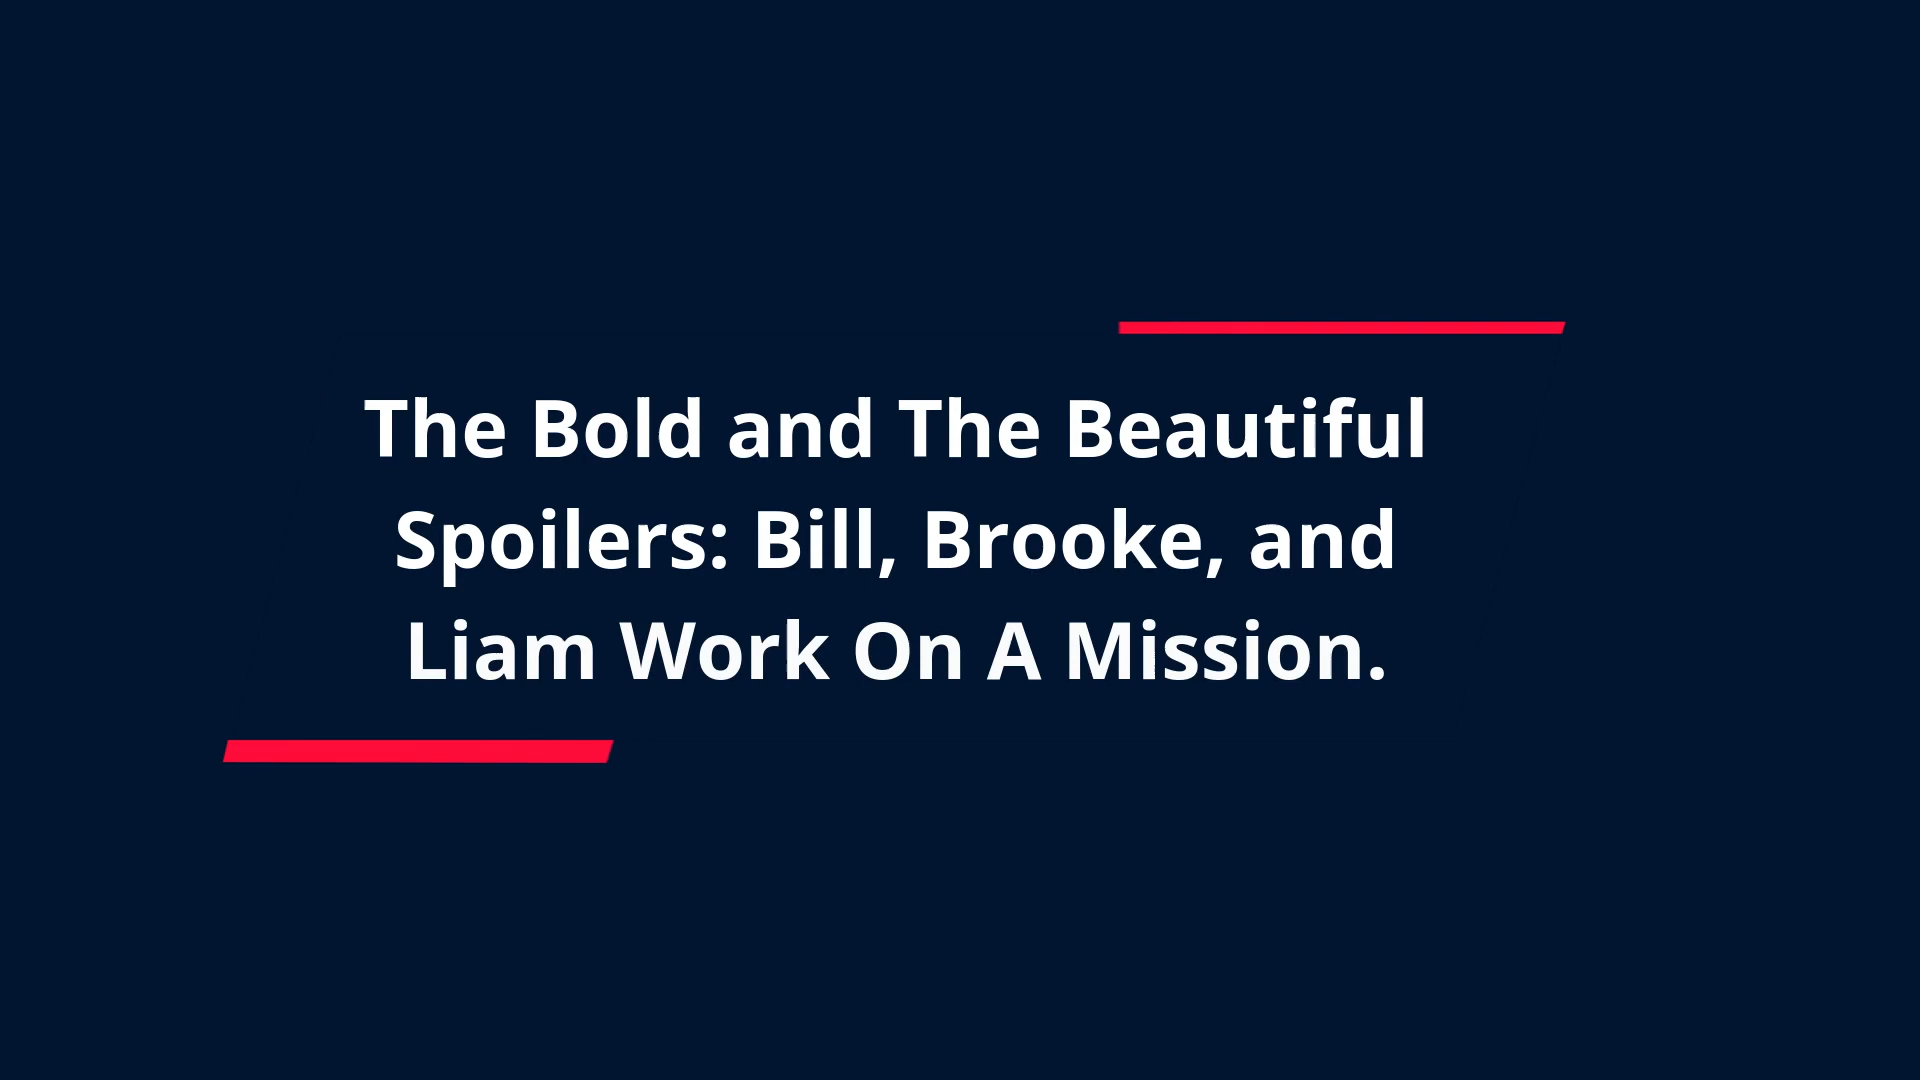 The Bold and The Beautiful
Spoilers: Bill, Brooke, and
Liam Work On A Mission.